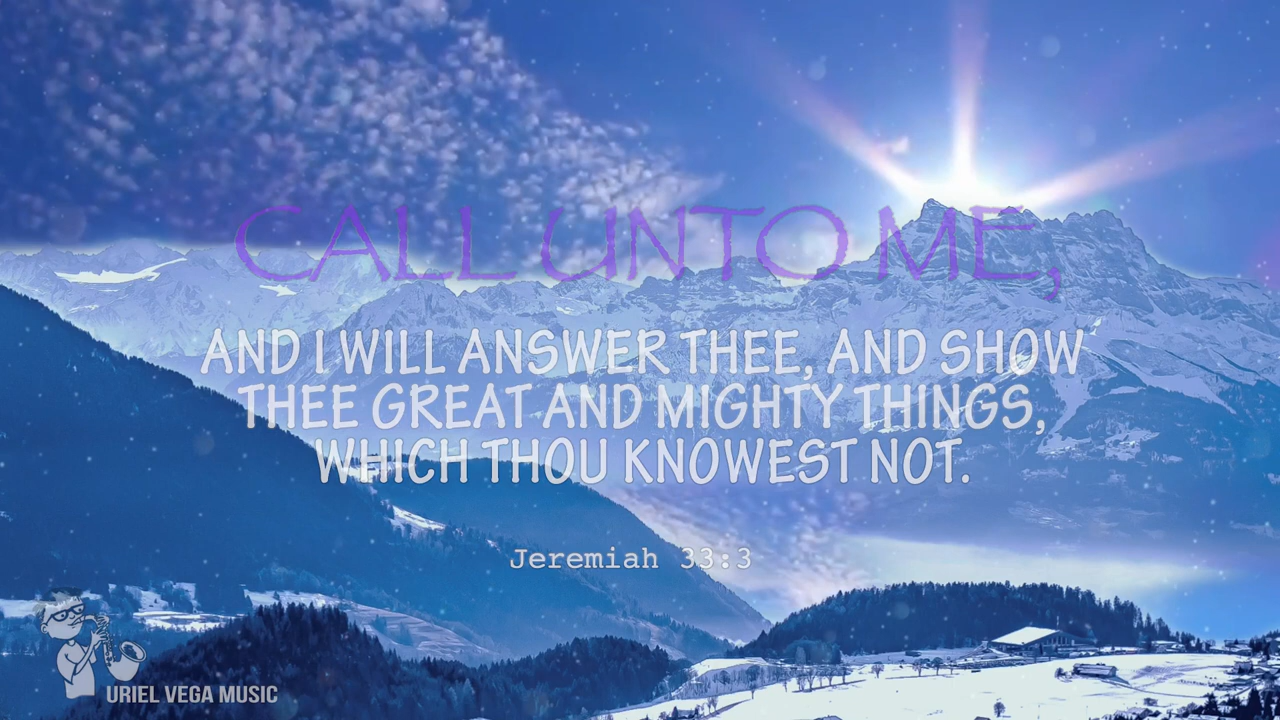 CALL UNTO ME,
AND I WILL ANSWER THEE, AND SHOW
THEE GREAT AND MIGHTY THINGS,
WHICH THOU KNOWEST NOT.
Jeremiah 33:3
URIEL VEGA MUSIC